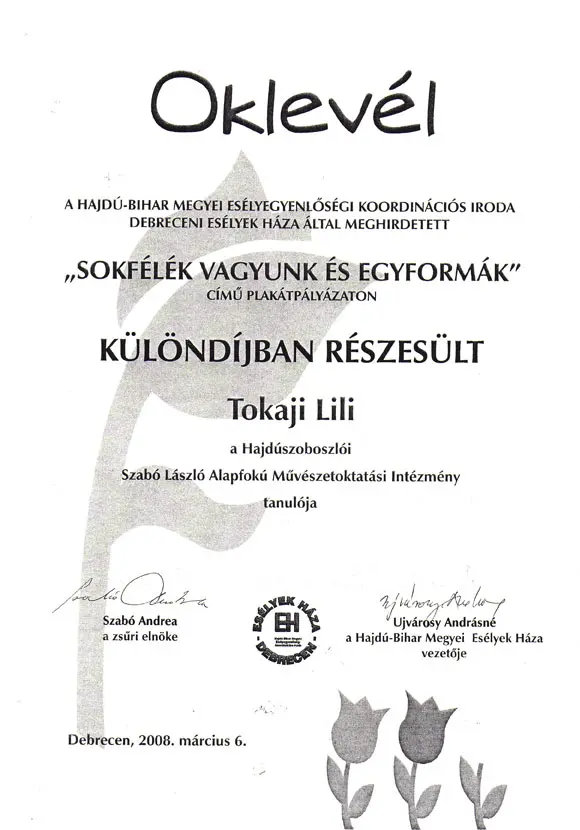 Oklevél
A HAJDÚ-BIHAR MEGYEI ESÉLYEGYENLŐSÉGI KOORDINÁCIÓS IRODA
DEBRECENI ESÉLYEK HÁZA ÁLTAL MEGHIRDETETT
„SOKFÉLÉK VAGYUNK ÉS EGYFORMÁK”
CÍMŰ PLAKÁTPÁLYÁZATON
KÜLÖNDÍJBAN RÉSZESÜLT
Tokaji Lili
a Hajdúszoboszlói
Szabó László Alapfokú Művészetoktatási Intézmény
tanulója
Szabó Andrea
a zsűri elnöke
ESÉLYEK HÁZA
EH
- DEBRECEN -
Ujvárosy Andrásné
a Hajdú-Bihar Megyei Esélyek Háza
vezetője
Debrecen, 2008. március 6.